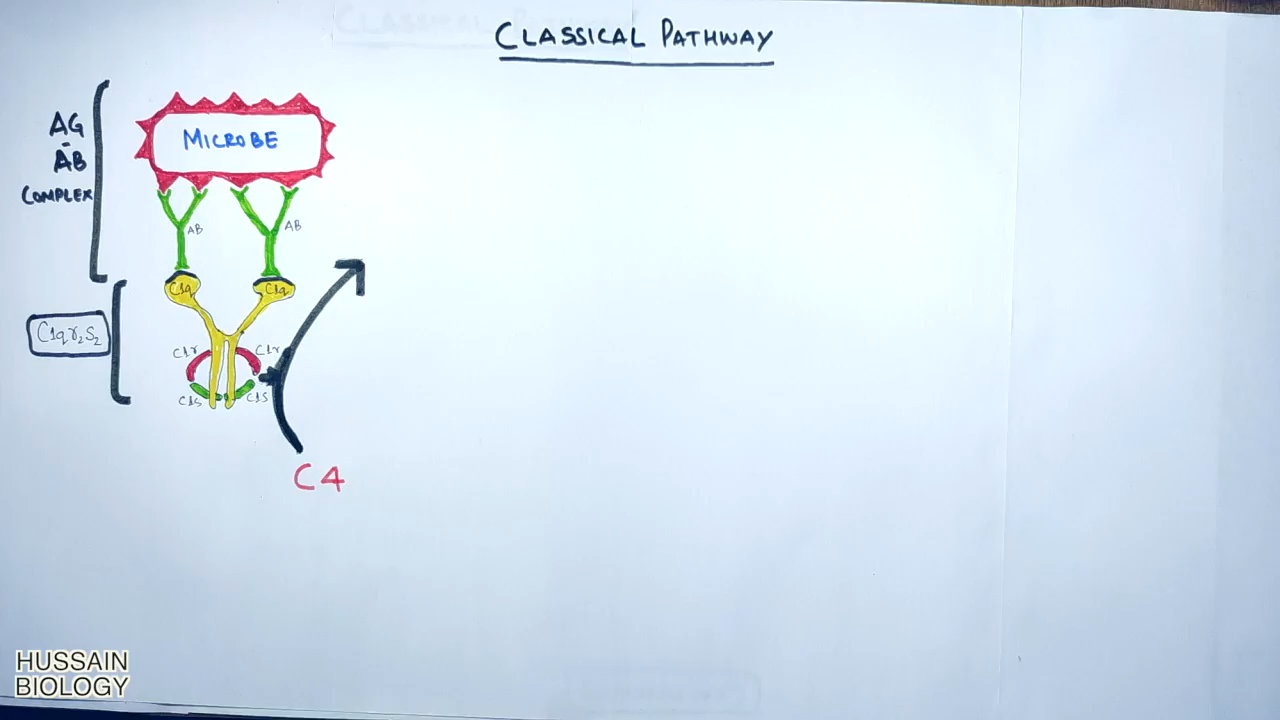 CLASSICAL PATHWAY
AG
-
AB
COMPLEX
MICROBE
AB
AB
C1q
C1q
C1qr₂S₂
C1r
C1r
C1S
C1S
C4
HUSSAIN
BIOLOGY